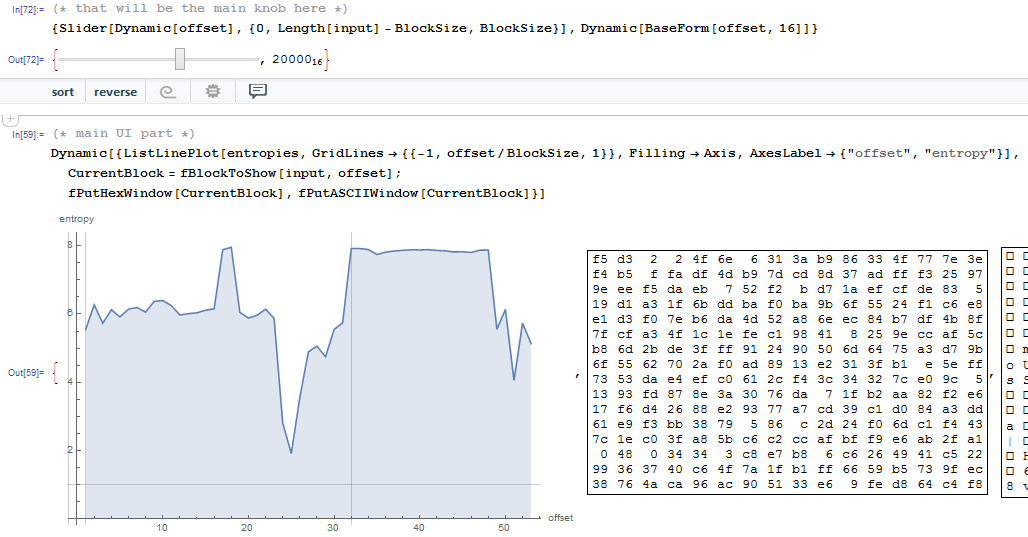 In[72]:= (* that will be the main knob here *)
{Slider[Dynamic[offset], {0, Length[input] - BlockSize, BlockSize}], Dynamic[BaseForm[offset, 16]]}
Out[72]= { , 20000₁₆}
sort reverse
In[59]:= (* main UI part *)
Dynamic[{ListLinePlot[entropies, GridLines → {{-1, offset / BlockSize, 1}}, Filling → Axis, AxesLabel → {"offset", "entropy"}],
CurrentBlock = fBlockToShow[input, offset];
fPutHexWindow[CurrentBlock], fPutASCIIWindow[CurrentBlock]}]
Out[59]= {
entropy
8
6
4
2
10 20 30 40 50
offset
,
f5 d3 2 2 4f 6e 6 31 3a b9 86 33 4f 77 7e 3e
f4 b5 f fa df 4d b9 7d cd 8d 37 ad ff f3 25 97
9e ee f5 da eb 7 52 f2 b d7 1a ef cf de 83 5
19 d1 a3 1f 6b dd ba f0 ba 9b 6f 55 24 f1 c6 e8
e1 d3 f0 7e b6 da 4d 52 a8 6e ec 84 b7 df 4b 8f
7f cf a3 4f 1c 1e fe c1 98 41 8 25 9e cc af 5c
b8 6d 2b de 3f ff 91 24 90 50 6d 64 75 a3 d7 9b
6f 55 62 70 2a f0 ad 89 13 e2 31 3f b1 e 5e ff
73 53 da e4 ef c0 61 2c f4 3c 34 32 7c e0 9c 5
13 93 fd 87 8e 3a 30 76 da 7 1f b2 aa 82 f2 e6
17 f6 d4 26 88 e2 93 77 a7 cd 39 c1 d0 84 a3 dd
61 e9 f3 bb 38 79 5 86 c 2d 24 f0 6d c1 f4 43
7c 1e c0 3f a8 5b c6 c2 cc af bf f9 e6 ab 2f a1
0 48 0 34 34 3 c8 e7 b8 6 c6 26 49 41 c5 22
99 36 37 40 c6 4f 7a 1f b1 ff 66 59 b5 73 9f ec
38 76 4a ca 96 ac 90 51 33 e6 9 fe d8 64 c4 f8
,